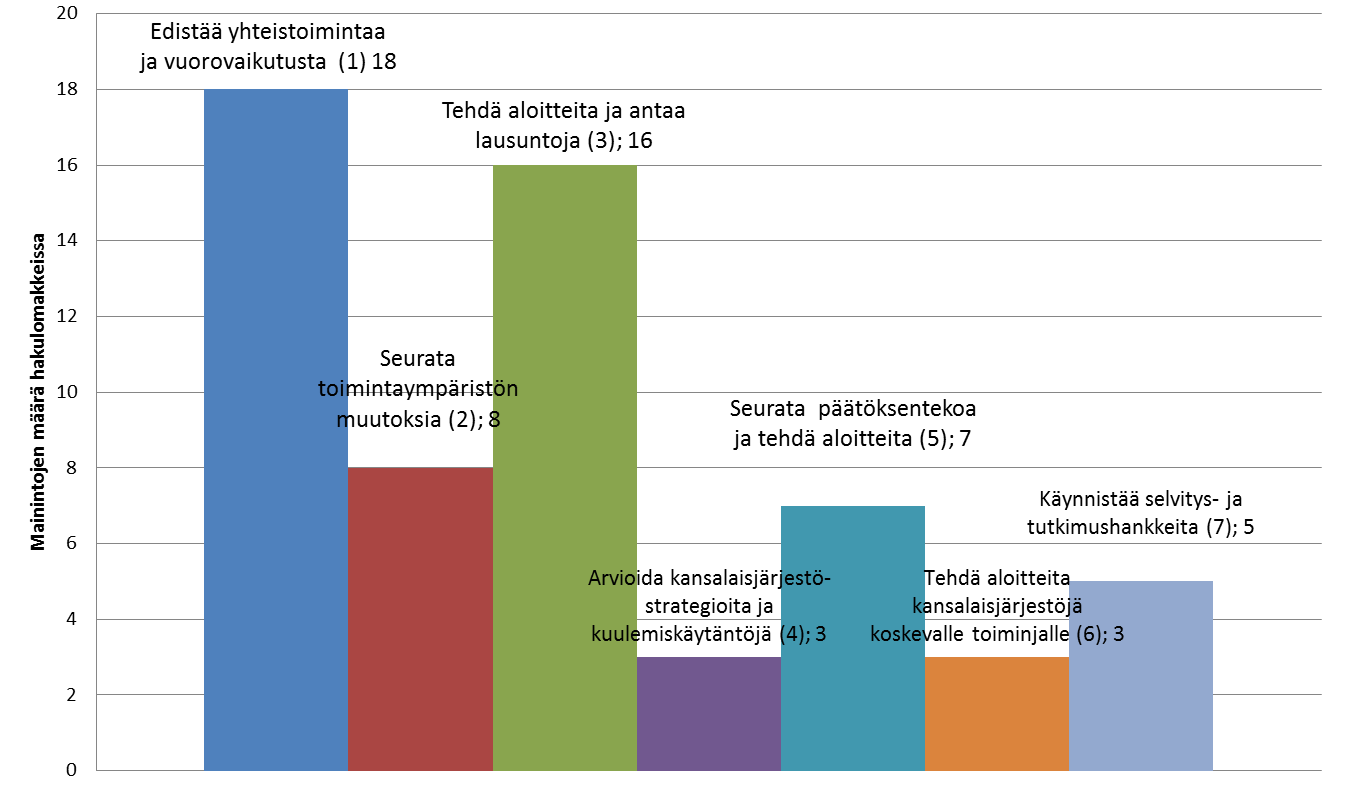 20
18
16
14
12
10
8
6
4
2
0
Mainintojen määrä hakulomakkeissa
Edistää yhteistoimintaa
ja vuorovaikutusta (1) 18
Seurata
toimintaympäristön
muutoksia (2); 8
Tehdä aloitteita ja antaa
lausuntoja (3); 16
Arvioida kansalaisjärjestö-
strategioita ja
kuulemiskäytäntöjä (4); 3
Seurata päätöksentekoa
ja tehdä aloitteita (5); 7
Tehdä aloitteita
kansalaisjärjestöjä
koskevalle toiminjalle (6); 3
Käynnistää selvitys- ja
tutkimushankkeita (7); 5